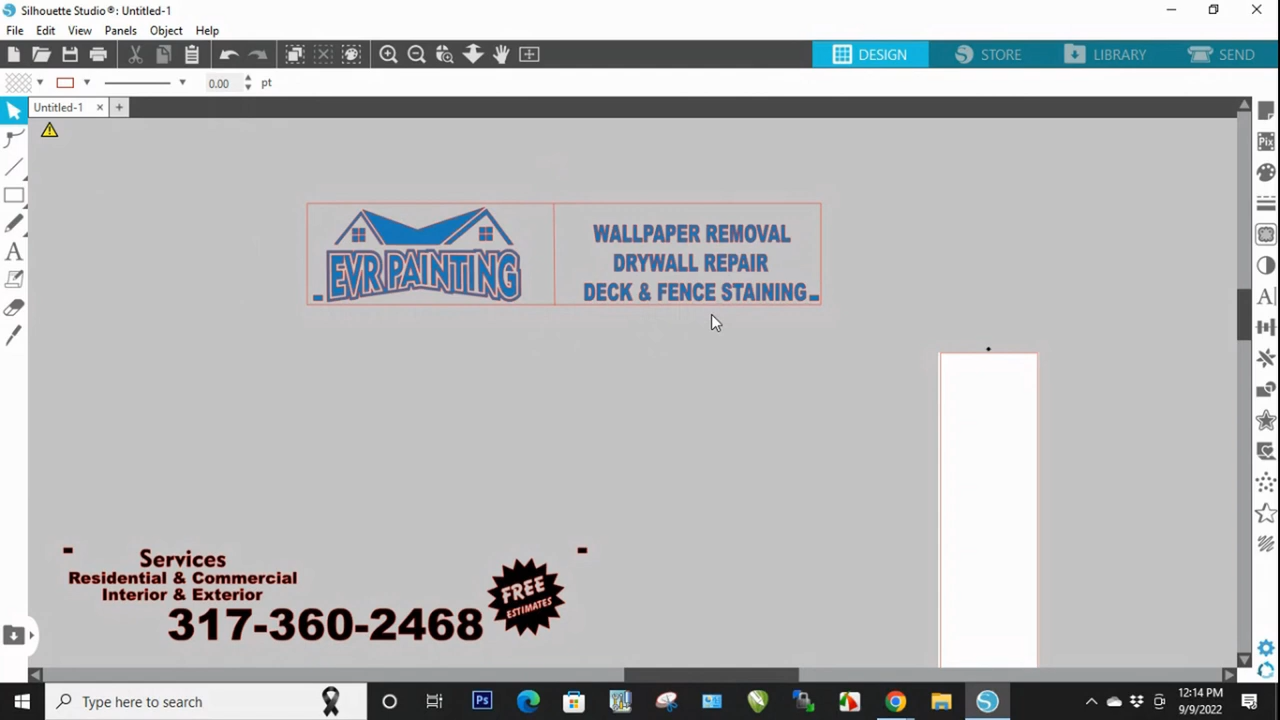 Silhouette Studio®: Untitled-1
File Edit View Panels Object Help
DESIGN STORE LIBRARY SEND
0.00 pt
Untitled-1
EVR PAINTING
WALLPAPER REMOVAL
DRYWALL REPAIR
DECK & FENCE STAINING
Services
Residential & Commercial
Interior & Exterior
317-360-2468
FREE
ESTIMATES
Type here to search
12:14 PM
9/9/2022